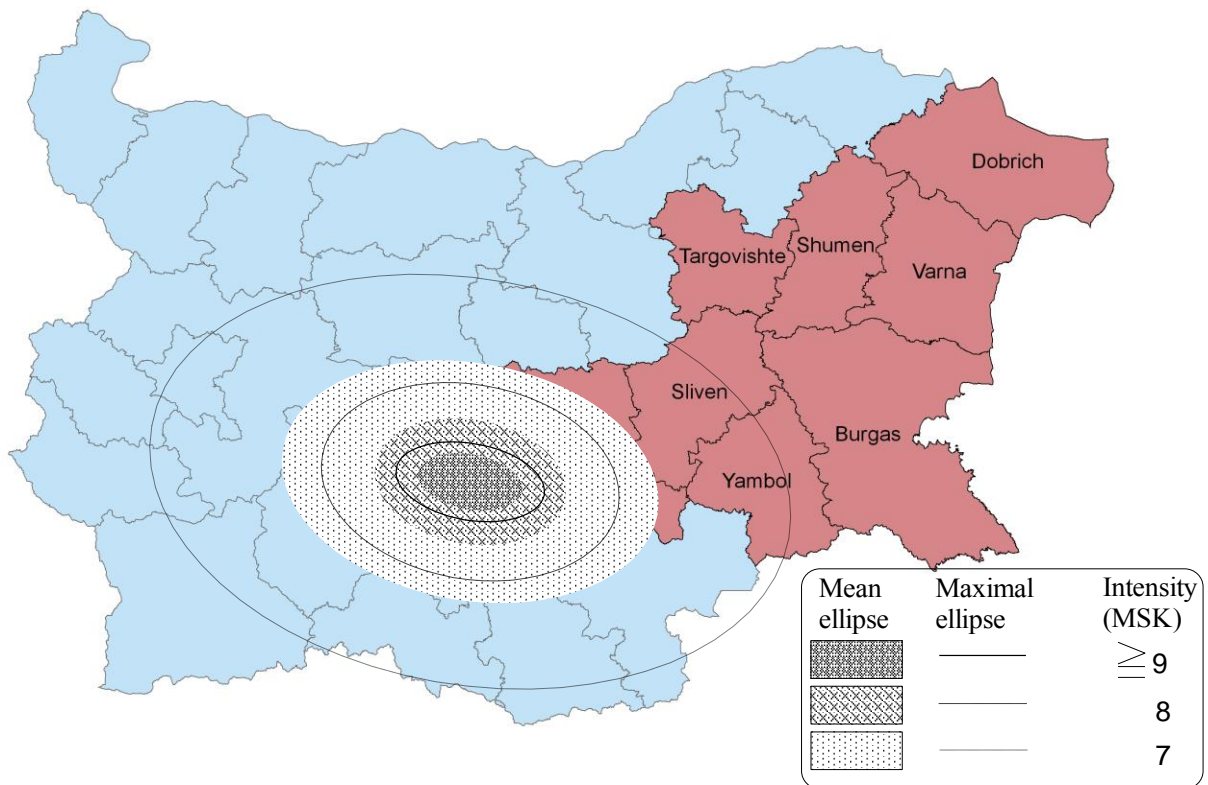 Dobrich
Shumen
Targovishte
Varna
Sliven
Burgas
Yambol
Mean ellipse
Maximal ellipse
Intensity (MSK)
≥ 9
8
7